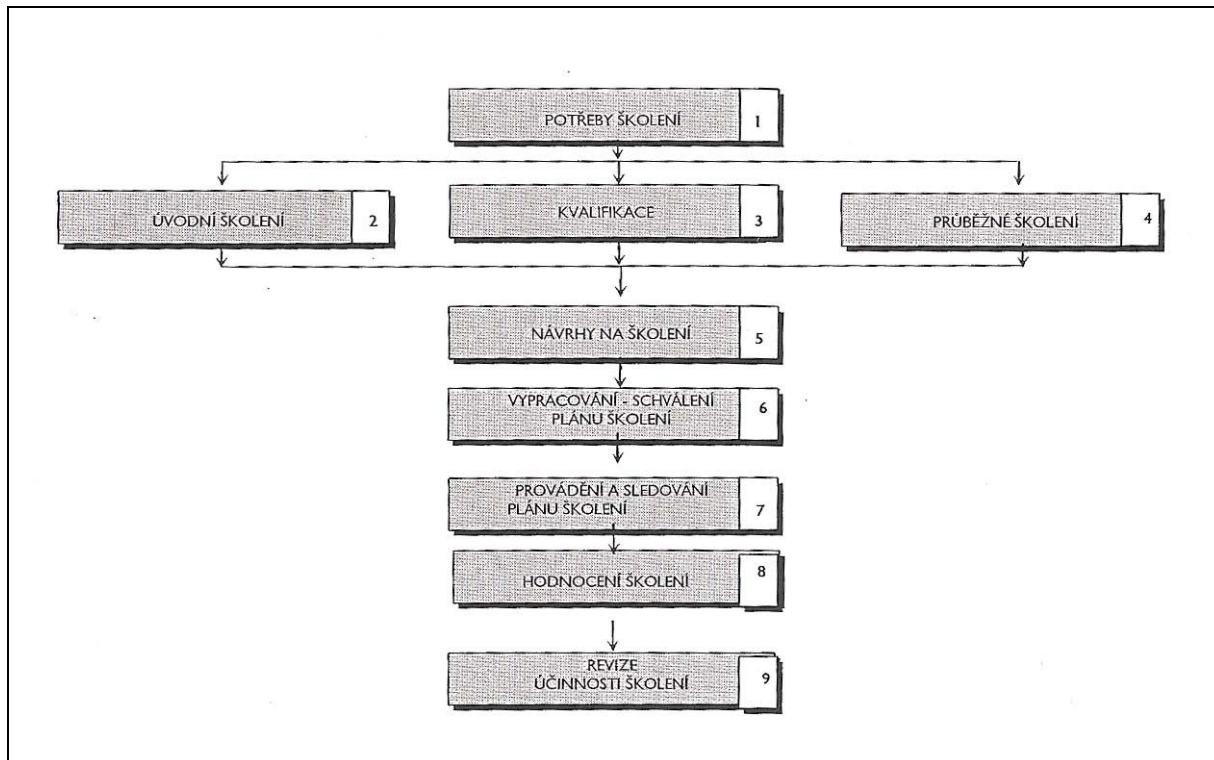 POTŘEBY ŠKOLENÍ 1
ÚVODNÍ ŠKOLENÍ 2
KVALIFIKACE 3
PRŮBĚŽNÉ ŠKOLENÍ 4
NÁVRHY NA ŠKOLENÍ 5
VYPRACOVÁNÍ - SCHVÁLENÍ 6
PLÁNU ŠKOLENÍ
PROVÁDĚNÍ A SLEDOVÁNÍ 7
PLÁNU ŠKOLENÍ
HODNOCENÍ ŠKOLENÍ 8
REVIZE 9
ÚČINNOSTI ŠKOLENÍ